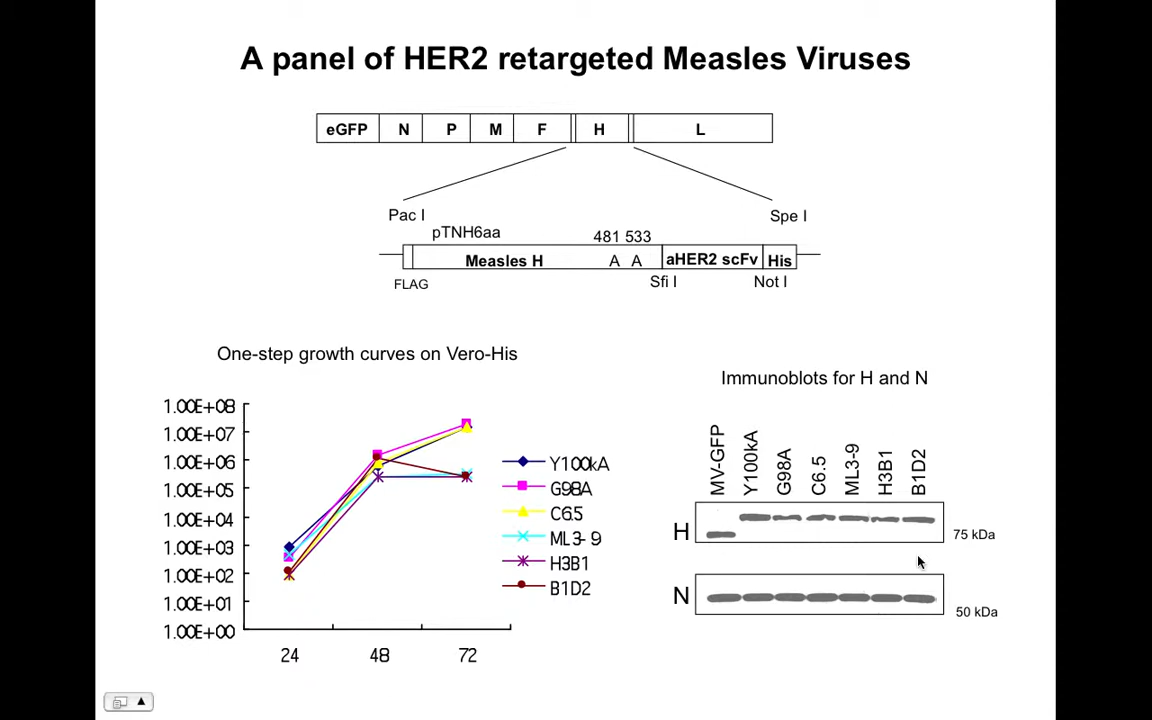 A panel of HER2 retargeted Measles Viruses
eGFP N P M F H L
Pac I Spe I
pTNH6aa
481 533
Measles H A A aHER2 scFv His
FLAG Sfi I Not I
One-step growth curves on Vero-His
1.00E+08
1.00E+07
1.00E+06
1.00E+05
1.00E+04
1.00E+03
1.00E+02
1.00E+01
1.00E+00
24 48 72
Y100kA
G98A
C6.5
ML3-9
H3B1
B1D2
Immunoblots for H and N
MV-GFP
Y100kA
G98A
C6.5
ML3-9
H3B1
B1D2
H 75 kDa
N 50 kDa